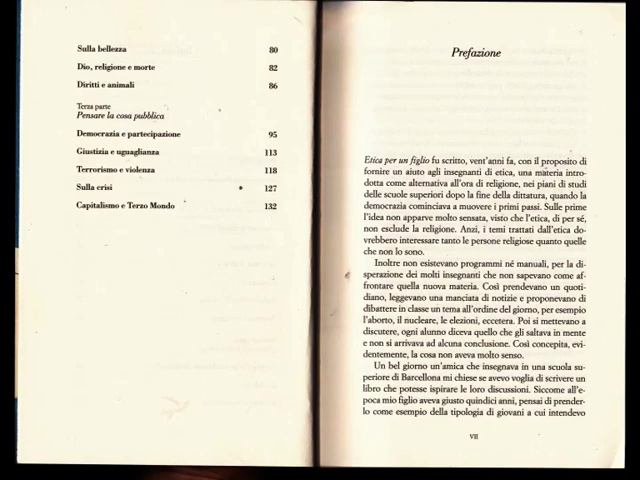 Sulla bellezza 80
Dio, religione e morte 82
Diritti e animali 86
Terza parte
Pensare la cosa pubblica
Democrazia e partecipazione 95
Giustizia e uguaglianza 113
Terrorismo e violenza 118
Sulla crisi 127
Capitalismo e Terzo Mondo 132
Prefazione
Etica per un figlio fu scritto, vent'anni fa, con il proposito di
fornire un aiuto agli insegnanti di etica, una materia intro-
dotta come alternativa all'ora di religione, nei piani di studi
delle scuole superiori dopo la fine della dittatura, quando la
democrazia cominciava a muovere i primi passi. Sulle prime
l'idea non apparve molto sensata, visto che l'etica, di per sé,
non esclude la religione. Anzi, i temi trattati dall'etica do-
vrebbero interessare tanto le persone religiose quanto quelle
che non lo sono.
Inoltre non esistevano programmi né manuali, per la di-
sperazione dei molti insegnanti che non sapevano come af-
frontare quella nuova materia. Così prendevano un quoti-
diano, leggevano una manciata di notizie e proponevano di
dibattere in classe un tema all'ordine del giorno, per esempio
l'aborto, il nucleare, le elezioni, eccetera. Poi si mettevano a
discutere, ogni alunno diceva quello che gli saltava in mente
e non si arrivava ad alcuna conclusione. Così concepita, evi-
dentemente, la cosa non aveva molto senso.
Un bel giorno un'amica che insegnava in una scuola su-
periore di Barcellona mi chiese se avevo voglia di scrivere un
libro che potesse ispirare le loro discussioni. Siccome all'e-
poca mio figlio aveva giusto quindici anni, pensai di prender-
lo come esempio della tipologia di giovani a cui intendevo
VII